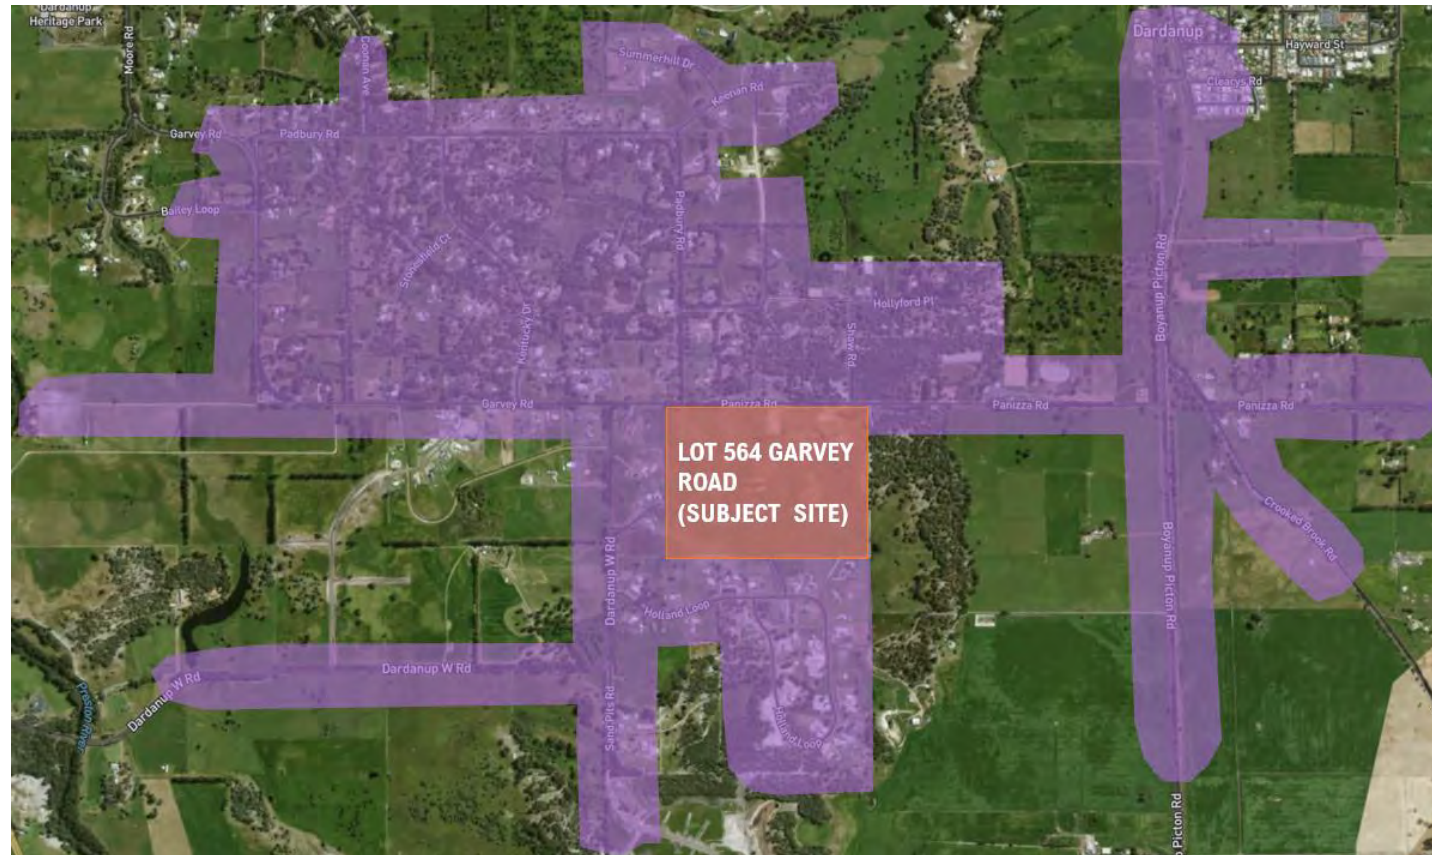 Dardanup
Heritage Park
Moore Rd
Coonan Ave
Summerhill Dr
Keenan Rd
Dardanup
Hayward St
Clearys Rd
Garvey Rd
Padbury Rd
Bailey Loop
Padbury Rd
Stonesfield Ct
Kentucky Dr
Hollyford Pl
Shaw Rd
Boyanup Picton Rd
Garvey Rd
Panizza Rd
Panizza Rd
Panizza Rd
LOT 564 GARVEY
ROAD
(SUBJECT SITE)
Crooked Brook Rd
Dardanup W Rd
Boyanup Picton Rd
Holland Loop
Dardanup W Rd
Dardanup W Rd
Preston River
Sand Pits Rd
Holland Loop
p Picton Rd